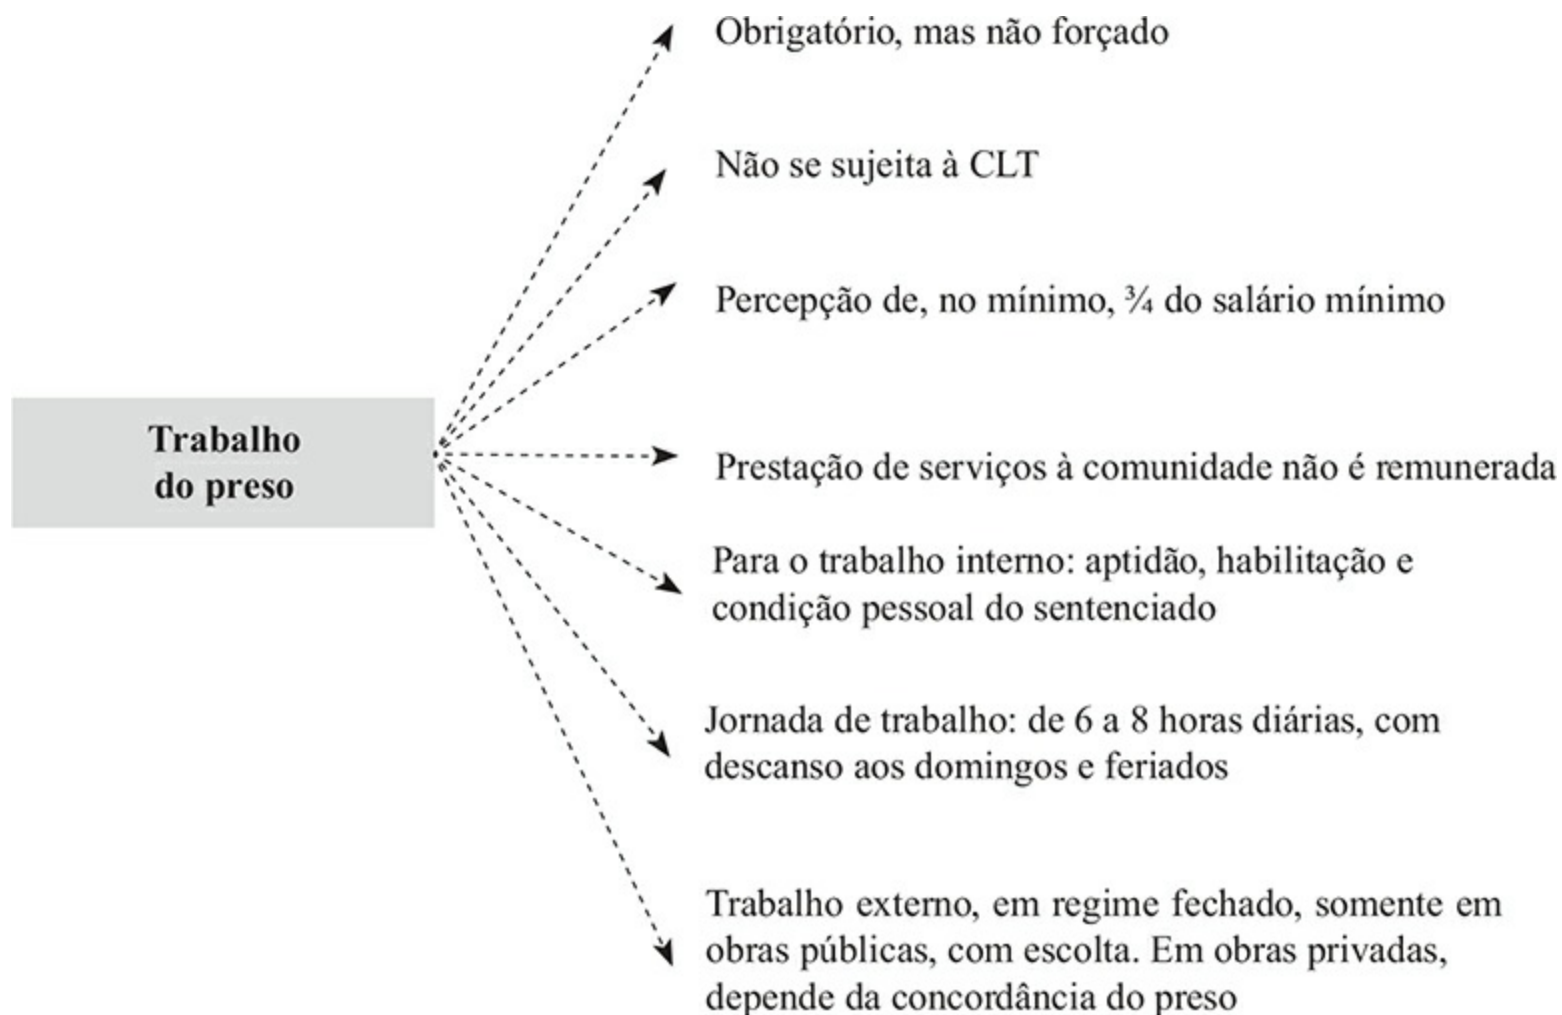 Obrigatório, mas não forçado
Não se sujeita à CLT
Percepção de, no mínimo, ¾ do salário mínimo
Trabalho
do preso
Prestação de serviços à comunidade não é remunerada
Para o trabalho interno: aptidão, habilitação e
condição pessoal do sentenciado
Jornada de trabalho: de 6 a 8 horas diárias, com
descanso aos domingos e feriados
Trabalho externo, em regime fechado, somente em
obras públicas, com escolta. Em obras privadas,
depende da concordância do preso